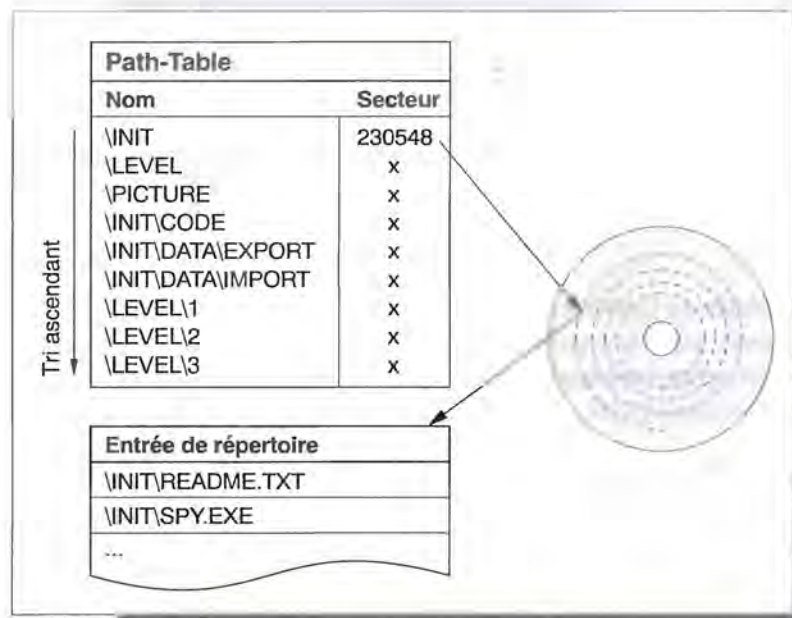 Path-Table
Nom Secteur
\INIT 230548
\LEVEL x
\PICTURE x
\INIT\CODE x
\INIT\DATA\EXPORT x
\INIT\DATA\IMPORT x
\LEVEL\1 x
\LEVEL\2 x
\LEVEL\3 x
Tri ascendant
Entrée de répertoire
\INIT\README.TXT
\INIT\SPY.EXE
...